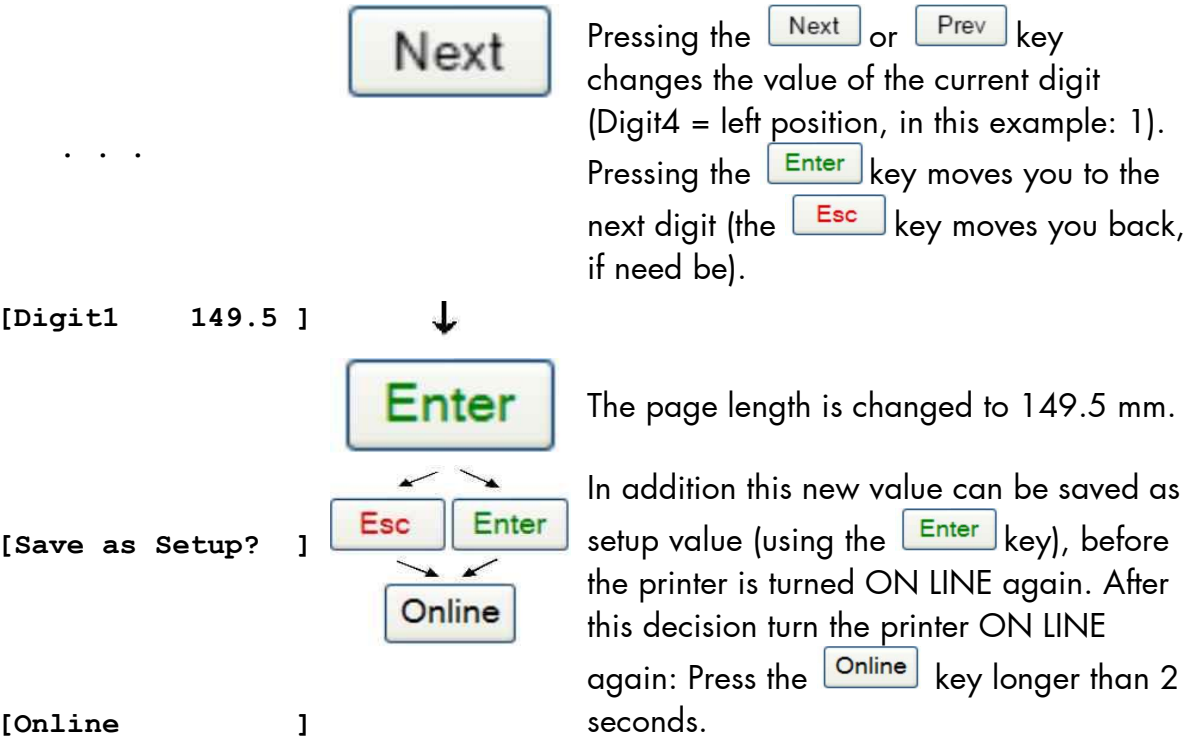 Next
Pressing the Next or Prev key
changes the value of the current digit
(Digit4 = left position, in this example: 1).
. . .
Pressing the Enter key moves you to the
next digit (the Esc key moves you back,
if need be).
[Digit1 149.5 ]
Enter
The page length is changed to 149.5 mm.
In addition this new value can be saved as
[Save as Setup? ]
Esc Enter
setup value (using the Enter key), before
the printer is turned ON LINE again. After
Online
this decision turn the printer ON LINE
again: Press the Online key longer than 2
[Online ]
seconds.